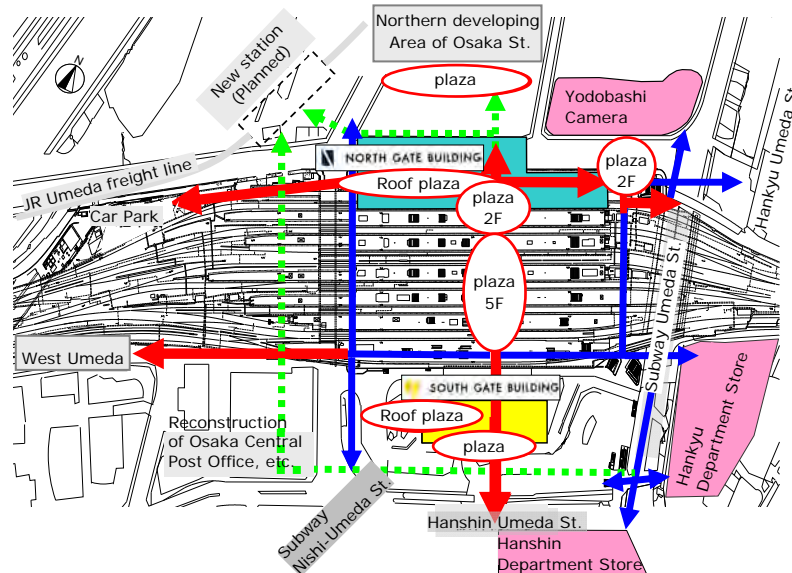 Northern developing
Area of Osaka St.
New station
(Planned)
plaza
Yodobashi
Camera
N
Hankyu Umeda St.
NORTH GATE BUILDING
plaza
2F
JR Umeda freight line
Roof plaza
Car Park
plaza
2F
plaza
5F
Subway Umeda St.
West Umeda
SOUTH GATE BUILDING
Roof plaza
Reconstruction
of Osaka Central
Post Office, etc.
plaza
Hankyu
Department Store
Subway
Nishi-Umeda St.
Hanshin Umeda St.
Hanshin
Department Store